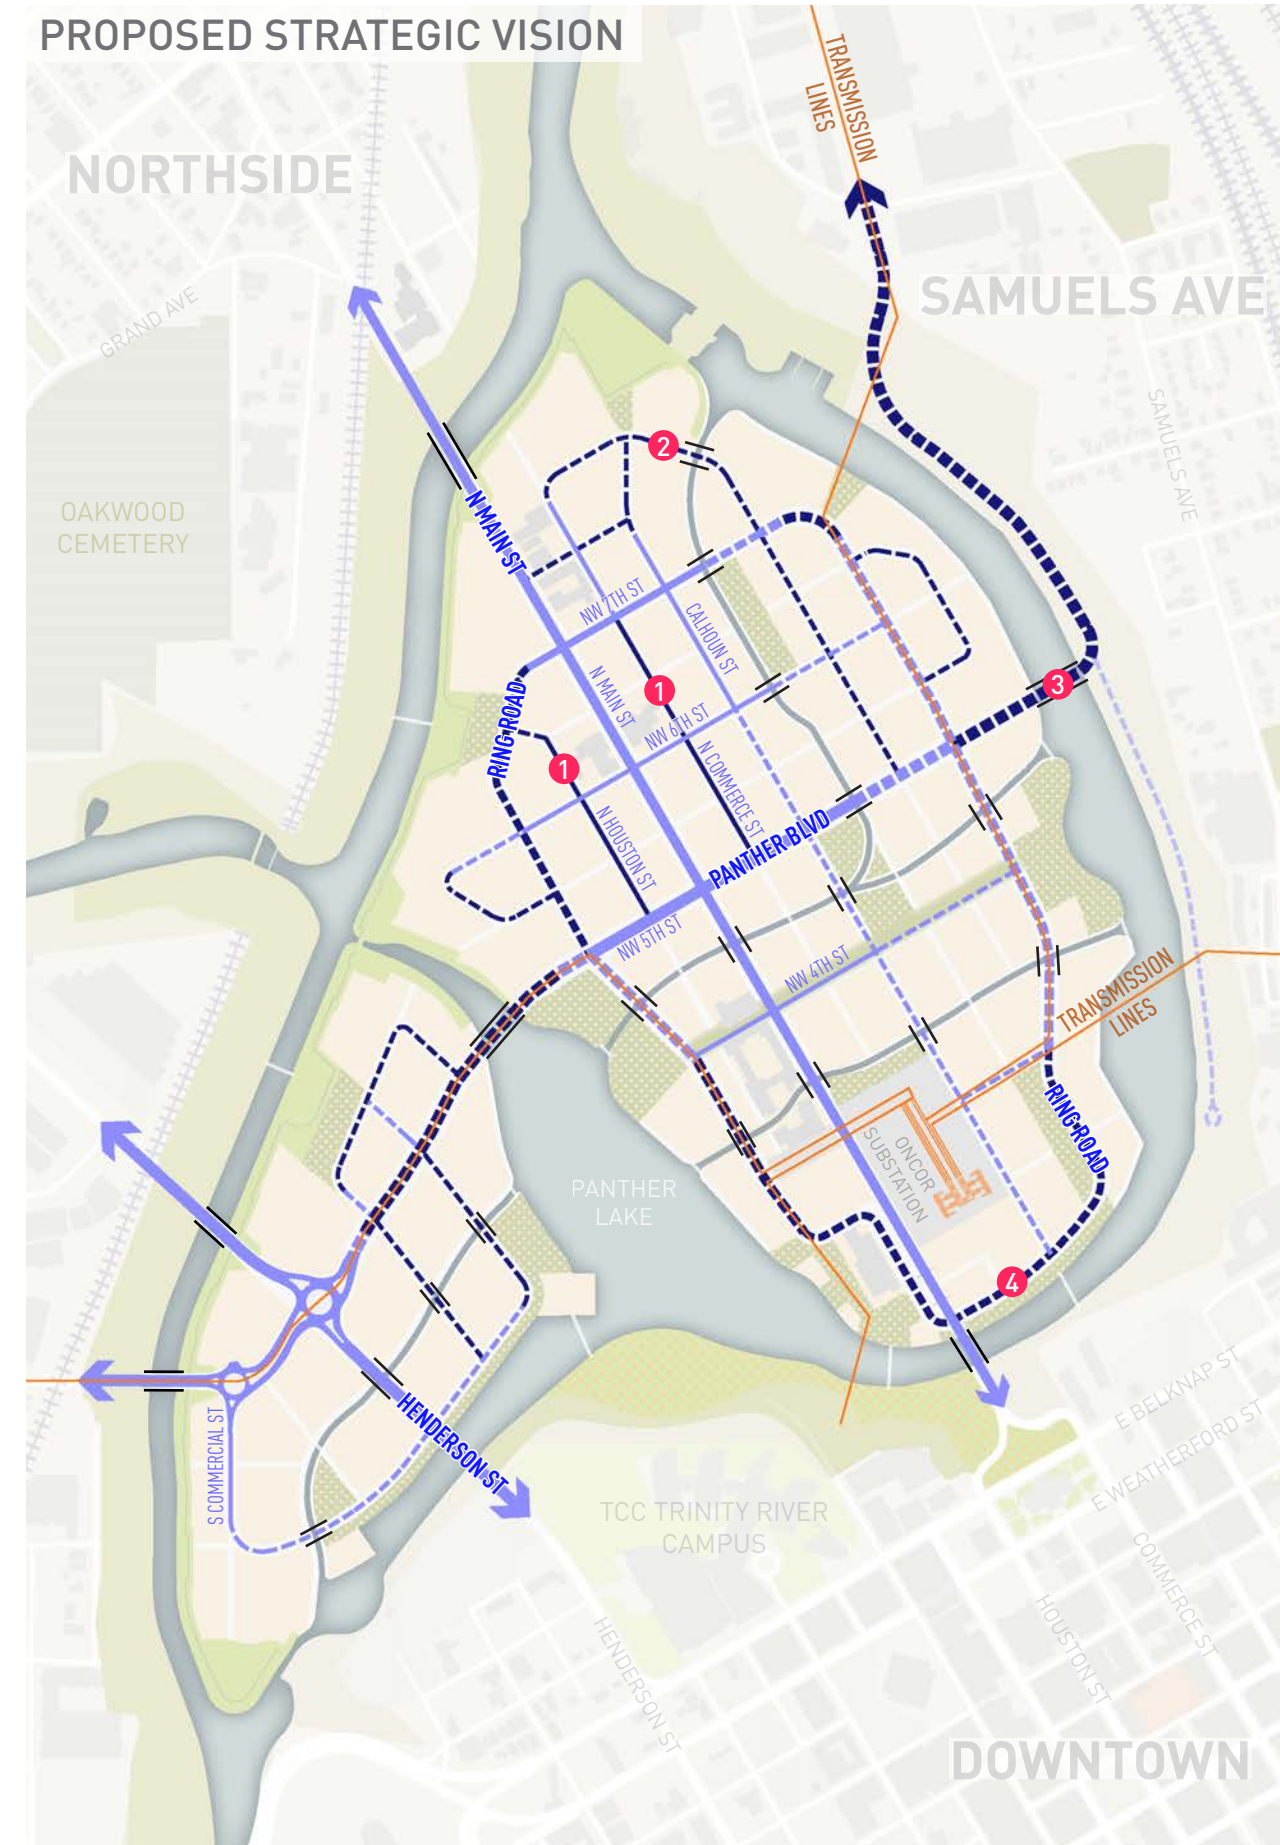 PROPOSED STRATEGIC VISION
TRANSMISSION
LINES
NORTHSIDE
SAMUELS AVE
GRAND AVE
SAMUELS AVE
2
OAKWOOD
CEMETERY
N MAIN ST
NW 7TH ST
CALHOUN ST
N MAIN ST
1
3
RING ROAD
NW 6TH ST
1
N COMMERCE ST
N HOUSTON ST
PANTHER BLVD
NW 5TH ST
NW 4TH ST
TRANSMISSION
LINES
RING ROAD
ONCOR
SUBSTATION
PANTHER
LAKE
4
E BELKNAP ST
HENDERSON ST
E WEATHERFORD ST
S COMMERCIAL ST
TCC TRINITY RIVER
CAMPUS
COMMERCE ST
HOUSTON ST
HENDERSON ST
DOWNTOWN